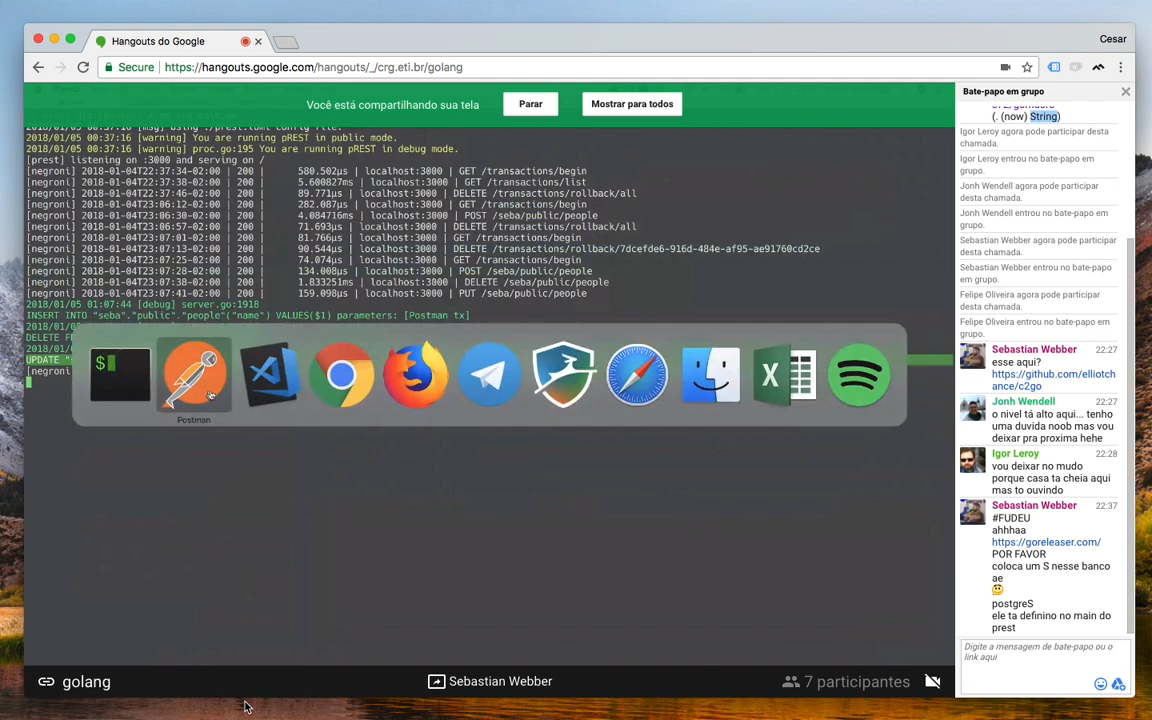 Hangouts do Google
Cesar
Secure
https://hangouts.google.com/hangouts/_/crg.eti.br/golang
Você está compartilhando sua tela
Parar
Mostrar para todos
2018/01/05 00:37:16 [msg] using ./prest.toml config file.
2018/01/05 00:37:16 [warning] You are running pREST in public mode.
2018/01/05 00:37:16 [warning] proc.go:195 You are running pREST in debug mode.
[prest] listening on :3000 and serving on /
[negroni] 2018-01-04T22:37:34-02:00 | 200 | 580.502µs | localhost:3000 | GET /transactions/begin
[negroni] 2018-01-04T22:37:38-02:00 | 200 | 5.600827ms | localhost:3000 | GET /transactions/list
[negroni] 2018-01-04T22:37:46-02:00 | 200 | 89.771µs | localhost:3000 | DELETE /transactions/rollback/all
[negroni] 2018-01-04T23:06:12-02:00 | 200 | 282.087µs | localhost:3000 | GET /transactions/begin
[negroni] 2018-01-04T23:06:30-02:00 | 200 | 4.084716ms | localhost:3000 | POST /seba/public/people
[negroni] 2018-01-04T23:06:57-02:00 | 200 | 71.693µs | localhost:3000 | DELETE /transactions/rollback/all
[negroni] 2018-01-04T23:07:01-02:00 | 200 | 81.766µs | localhost:3000 | GET /transactions/begin
[negroni] 2018-01-04T23:07:13-02:00 | 200 | 90.544µs | localhost:3000 | DELETE /transactions/rollback/7dcefde6-916d-484e-af95-ae91760cd2ce
[negroni] 2018-01-04T23:07:25-02:00 | 200 | 74.074µs | localhost:3000 | GET /transactions/begin
[negroni] 2018-01-04T23:07:28-02:00 | 200 | 134.008µs | localhost:3000 | POST /seba/public/people
[negroni] 2018-01-04T23:07:38-02:00 | 200 | 1.833251ms | localhost:3000 | DELETE /seba/public/people
[negroni] 2018-01-04T23:07:41-02:00 | 200 | 159.098µs | localhost:3000 | PUT /seba/public/people
2018/01/05 01:07:44 [debug] server.go:1918
INSERT INTO "seba"."public"."people"("name") VALUES($1) parameters: [Postman tx]
2018/01
DELETE F
2018/01
UPDATE "s
[negroni
$
Postman
golang
Sebastian Webber
7 participantes
Bate-papo em grupo
(. (now) String)
Igor Leroy agora pode participar desta
chamada.
Igor Leroy entrou no bate-papo em
grupo.
Jonh Wendell agora pode participar
desta chamada.
Jonh Wendell entrou no bate-papo em
grupo.
Sebastian Webber agora pode participar
desta chamada.
Sebastian Webber entrou no bate-papo
em grupo.
Felipe Oliveira agora pode participar
desta chamada.
Felipe Oliveira entrou no bate-papo em
grupo.
Sebastian Webber 22:27
esse aqui?
https://github.com/elliotch
ance/c2go
Jonh Wendell 22:27
o nivel tá alto aqui... tenho
uma duvida noob mas vou
deixar pra proxima hehe
Igor Leroy 22:28
vou deixar no mudo
porque casa ta cheia aqui
mas to ouvindo
Sebastian Webber 22:37
#FUDEU
ahhhaa
https://goreleaser.com/
POR FAVOR
coloca um S nesse banco
ae
postgreS
ele ta definino no main do
prest
Digite a mensagem de bate-papo ou o
link aqui